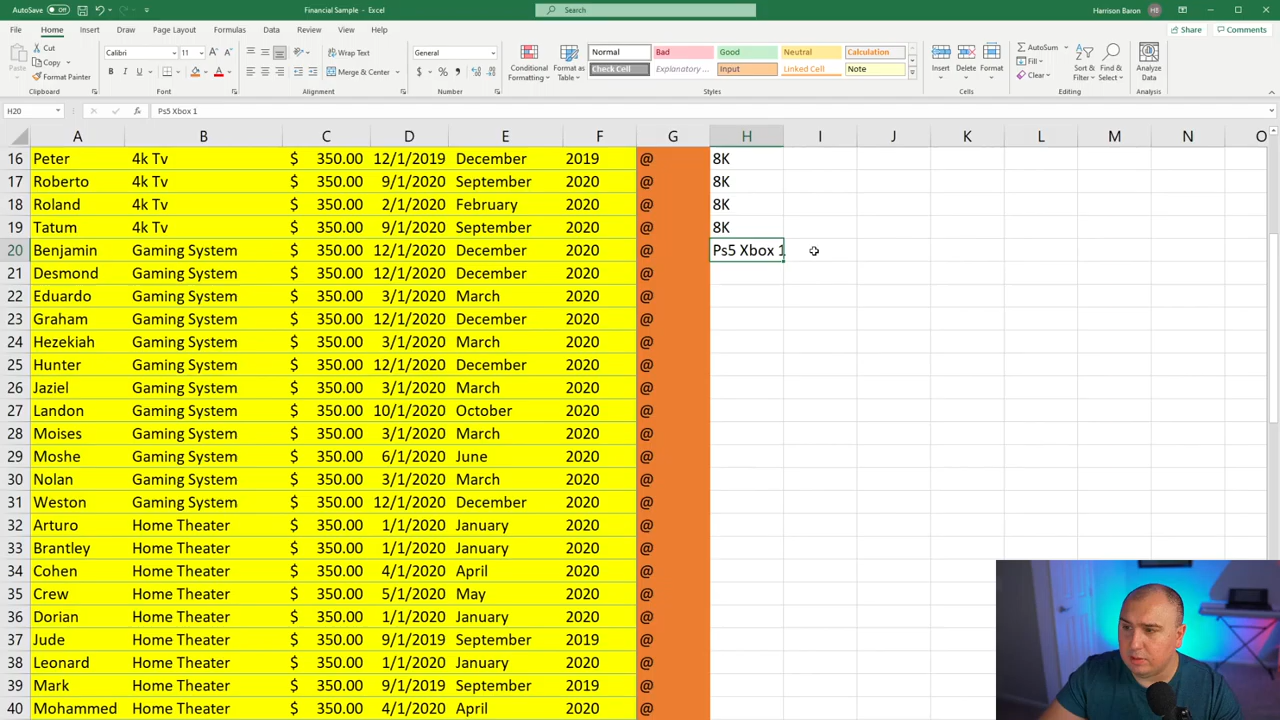 AutoSave Off Financial Sample - Excel Search Harrison Baron HB
File Home Insert Draw Page Layout Formulas Data Review View Help Share Comments
Paste Cut Copy Format Painter Clipboard
Calibri 11 B I U Font
Wrap Text Merge & Center Alignment
General $ % Number
Conditional Formatting Format as Table
Normal Bad Good Neutral Calculation
Check Cell Explanatory ... Input Linked Cell Note
Styles
Insert Delete Format Cells
AutoSum Fill Clear Sort & Filter Find & Select Editing
Analyze Data Analysis
H20 fx Ps5 Xbox 1
A B C D E F G H I J K L M N O
16 Peter 4k Tv $ 350.00 12/1/2019 December 2019 @ 8K
17 Roberto 4k Tv $ 350.00 9/1/2020 September 2020 @ 8K
18 Roland 4k Tv $ 350.00 2/1/2020 February 2020 @ 8K
19 Tatum 4k Tv $ 350.00 9/1/2020 September 2020 @ 8K
20 Benjamin Gaming System $ 350.00 12/1/2020 December 2020 @ Ps5 Xbox 1
21 Desmond Gaming System $ 350.00 12/1/2020 December 2020 @
22 Eduardo Gaming System $ 350.00 3/1/2020 March 2020 @
23 Graham Gaming System $ 350.00 12/1/2020 December 2020 @
24 Hezekiah Gaming System $ 350.00 3/1/2020 March 2020 @
25 Hunter Gaming System $ 350.00 12/1/2020 December 2020 @
26 Jaziel Gaming System $ 350.00 3/1/2020 March 2020 @
27 Landon Gaming System $ 350.00 10/1/2020 October 2020 @
28 Moises Gaming System $ 350.00 3/1/2020 March 2020 @
29 Moshe Gaming System $ 350.00 6/1/2020 June 2020 @
30 Nolan Gaming System $ 350.00 3/1/2020 March 2020 @
31 Weston Gaming System $ 350.00 12/1/2020 December 2020 @
32 Arturo Home Theater $ 350.00 1/1/2020 January 2020 @
33 Brantley Home Theater $ 350.00 1/1/2020 January 2020 @
34 Cohen Home Theater $ 350.00 4/1/2020 April 2020 @
35 Crew Home Theater $ 350.00 5/1/2020 May 2020 @
36 Dorian Home Theater $ 350.00 1/1/2020 January 2020 @
37 Jude Home Theater $ 350.00 9/1/2019 September 2019 @
38 Leonard Home Theater $ 350.00 1/1/2020 January 2020 @
39 Mark Home Theater $ 350.00 9/1/2019 September 2019 @
40 Mohammed Home Theater $ 350.00 4/1/2020 April 2020 @